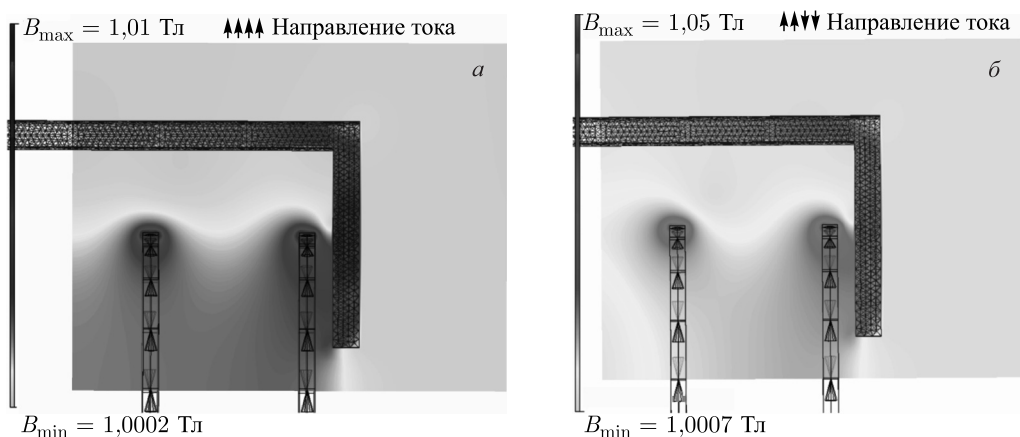 B_max = 1,01 Тл ↑↑↑↑ Направление тока
а
B_min = 1,0002 Тл
B_max = 1,05 Тл ↑↑↓↓ Направление тока
б
B_min = 1,0007 Тл